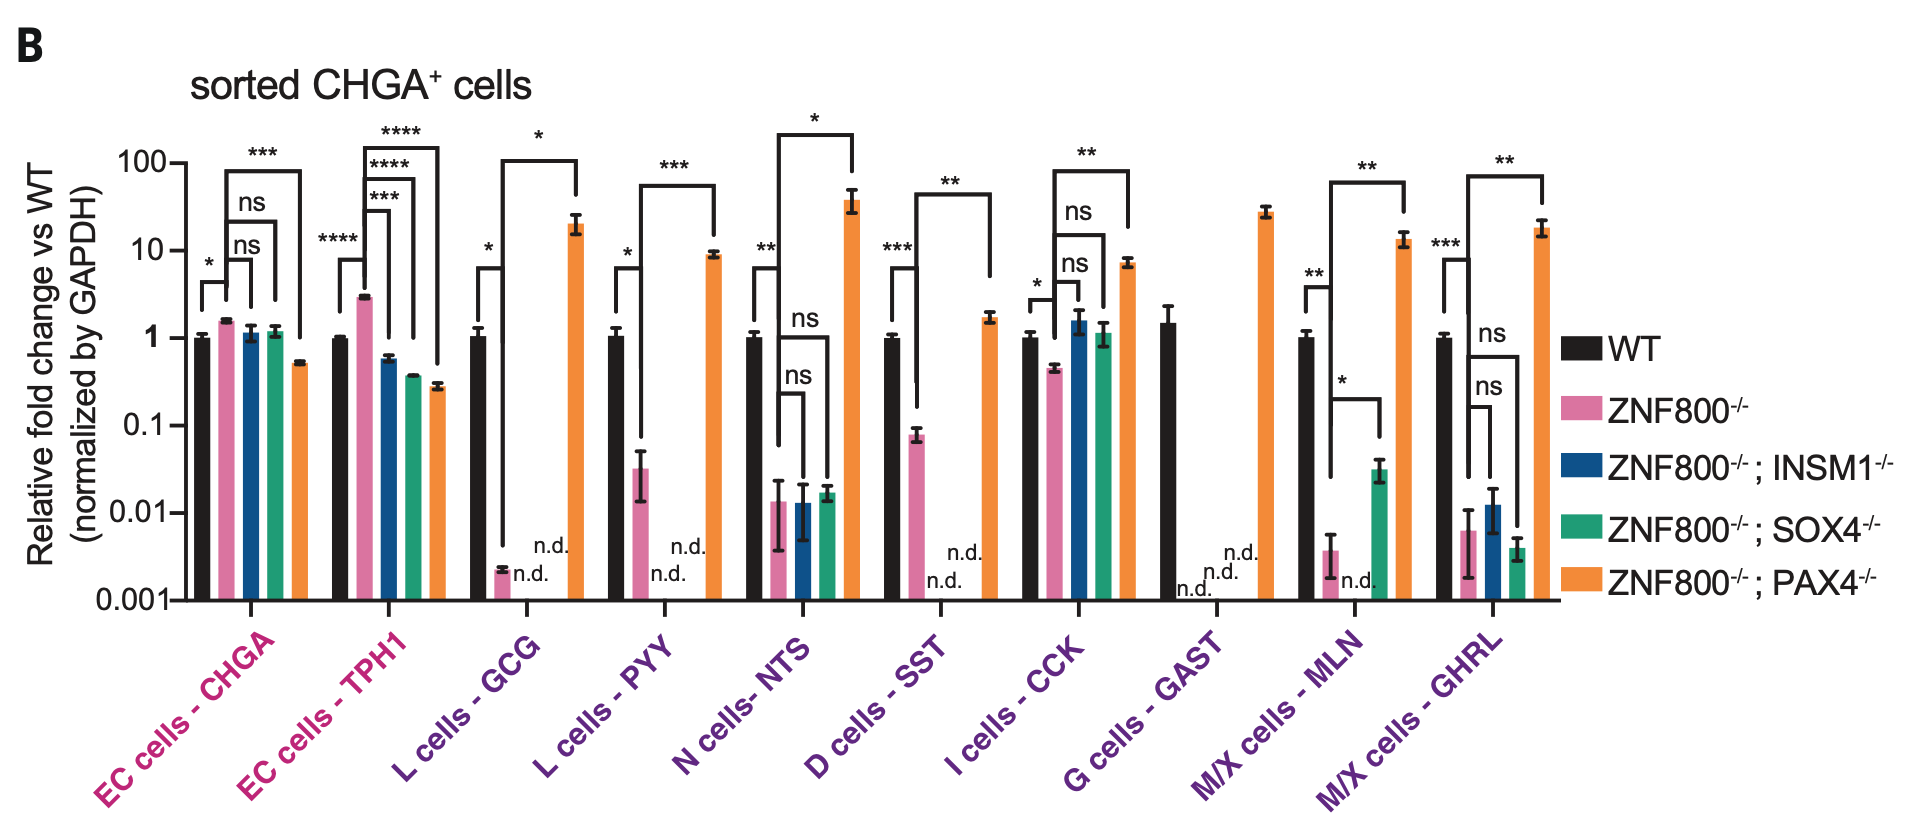 B
sorted CHGA⁺ cells
Relative fold change vs WT
(normalized by GAPDH)
100
10
1
0.1
0.01
0.001
*
ns
ns
***
****
***
****
****
*
*
n.d.
n.d.
*
***
n.d.
n.d.
**
ns
ns
*
***
**
n.d.
n.d.
*
ns
ns
**
n.d.
n.d.
n.d.
**
*
**
n.d.
***
ns
ns
**
EC cells - CHGA
EC cells - TPH1
L cells - GCG
L cells - PYY
N cells- NTS
D cells - SST
I cells - CCK
G cells - GAST
M/X cells - MLN
M/X cells - GHRL
WT
ZNF800⁻/⁻
ZNF800⁻/⁻ ; INSM1⁻/⁻
ZNF800⁻/⁻ ; SOX4⁻/⁻
ZNF800⁻/⁻ ; PAX4⁻/⁻